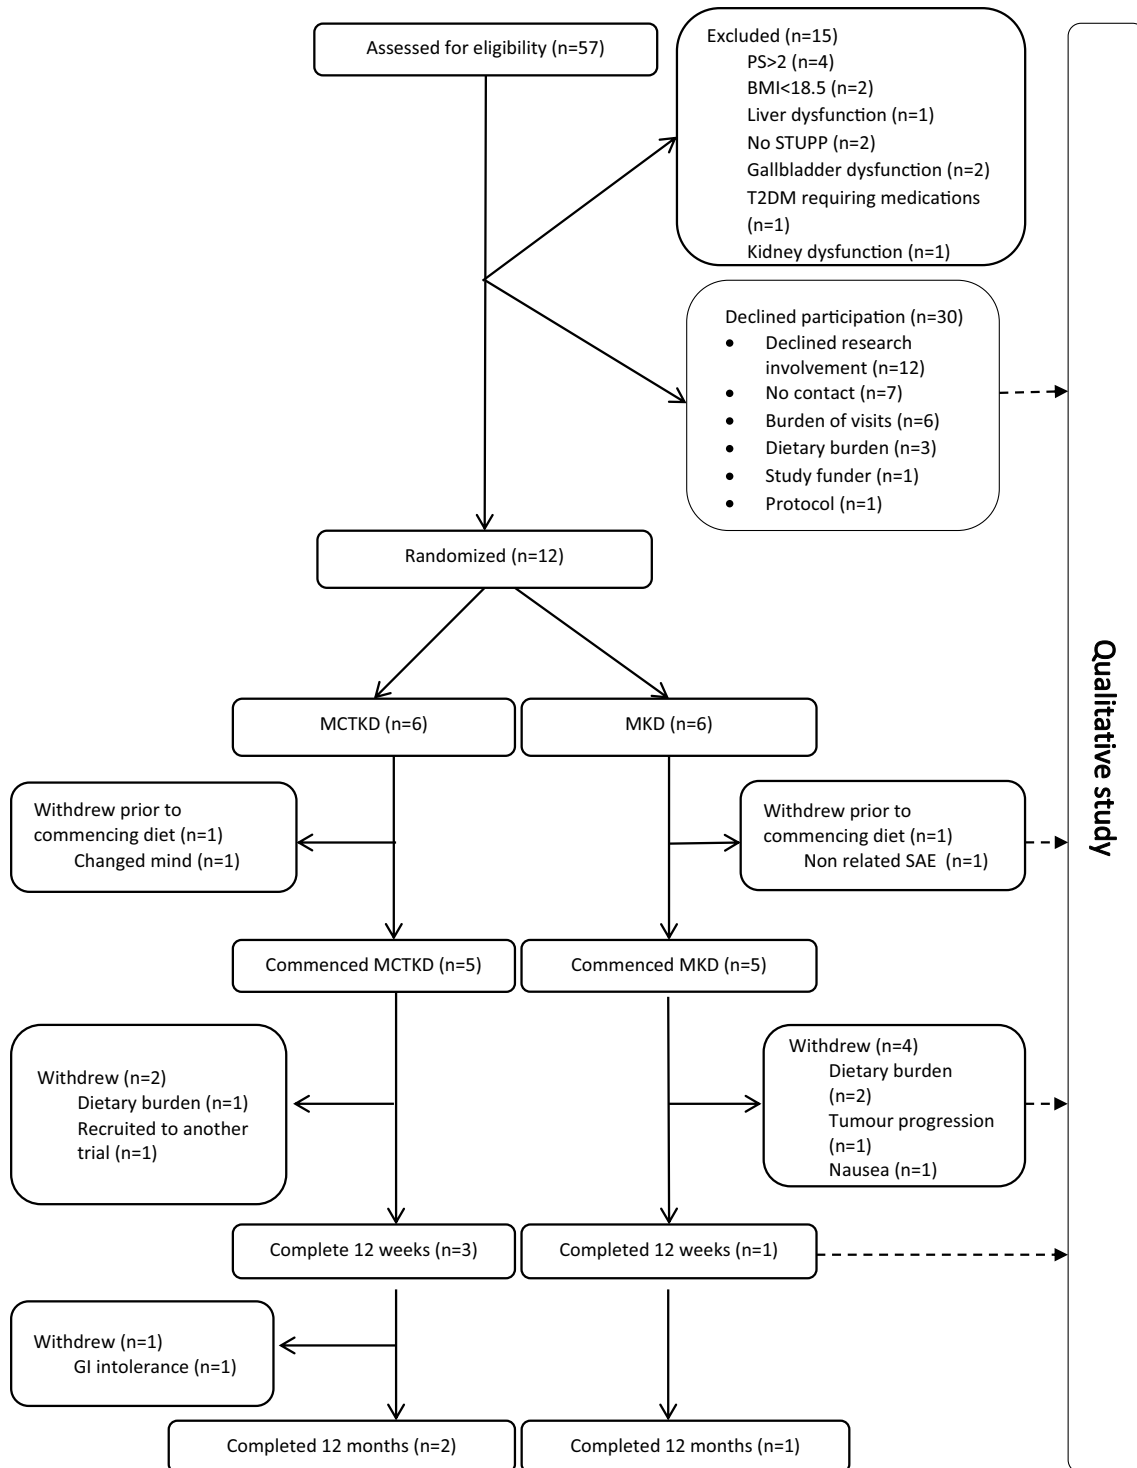 Assessed for eligibility (n=57)
Excluded (n=15)
PS>2 (n=4)
BMI<18.5 (n=2)
Liver dysfunction (n=1)
No STUPP (n=2)
Gallbladder dysfunction (n=2)
T2DM requiring medications
(n=1)
Kidney dysfunction (n=1)
Declined participation (n=30)
• Declined research
involvement (n=12)
• No contact (n=7)
• Burden of visits (n=6)
• Dietary burden (n=3)
• Study funder (n=1)
• Protocol (n=1)
Randomized (n=12)
MCTKD (n=6)
MKD (n=6)
Withdrew prior to
commencing diet (n=1)
Changed mind (n=1)
Withdrew prior to
commencing diet (n=1)
Non related SAE (n=1)
Commenced MCTKD (n=5)
Commenced MKD (n=5)
Withdrew (n=2)
Dietary burden (n=1)
Recruited to another
trial (n=1)
Withdrew (n=4)
Dietary burden
(n=2)
Tumour progression
(n=1)
Nausea (n=1)
Complete 12 weeks (n=3)
Completed 12 weeks (n=1)
Withdrew (n=1)
GI intolerance (n=1)
Completed 12 months (n=2)
Completed 12 months (n=1)
Qualitative study